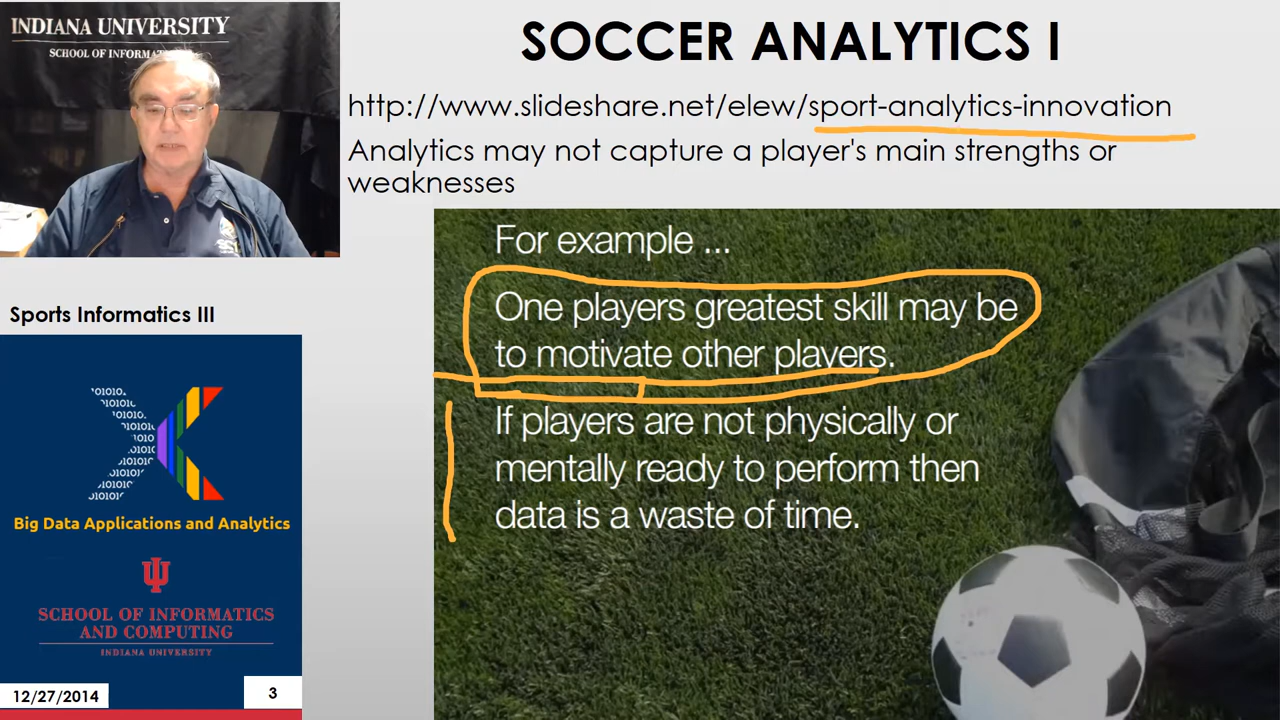 INDIANA UNIVERSITY
SCHOOL OF INFORMATICS
SOCCER ANALYTICS I
http://www.slideshare.net/elew/sport-analytics-innovation
Analytics may not capture a player's main strengths or
weaknesses
For example ...
One players greatest skill may be
to motivate other players.
If players are not physically or
mentally ready to perform then
data is a waste of time.
Sports Informatics III
Big Data Applications and Analytics
SCHOOL OF INFORMATICS
AND COMPUTING
INDIANA UNIVERSITY
12/27/2014
3